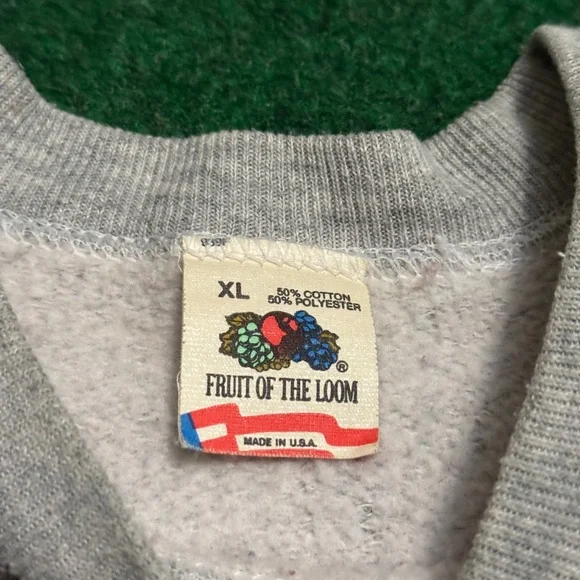 XL
50% COTTON
50% POLYESTER
®
FRUIT OF THE LOOM
MADE IN U.S.A.